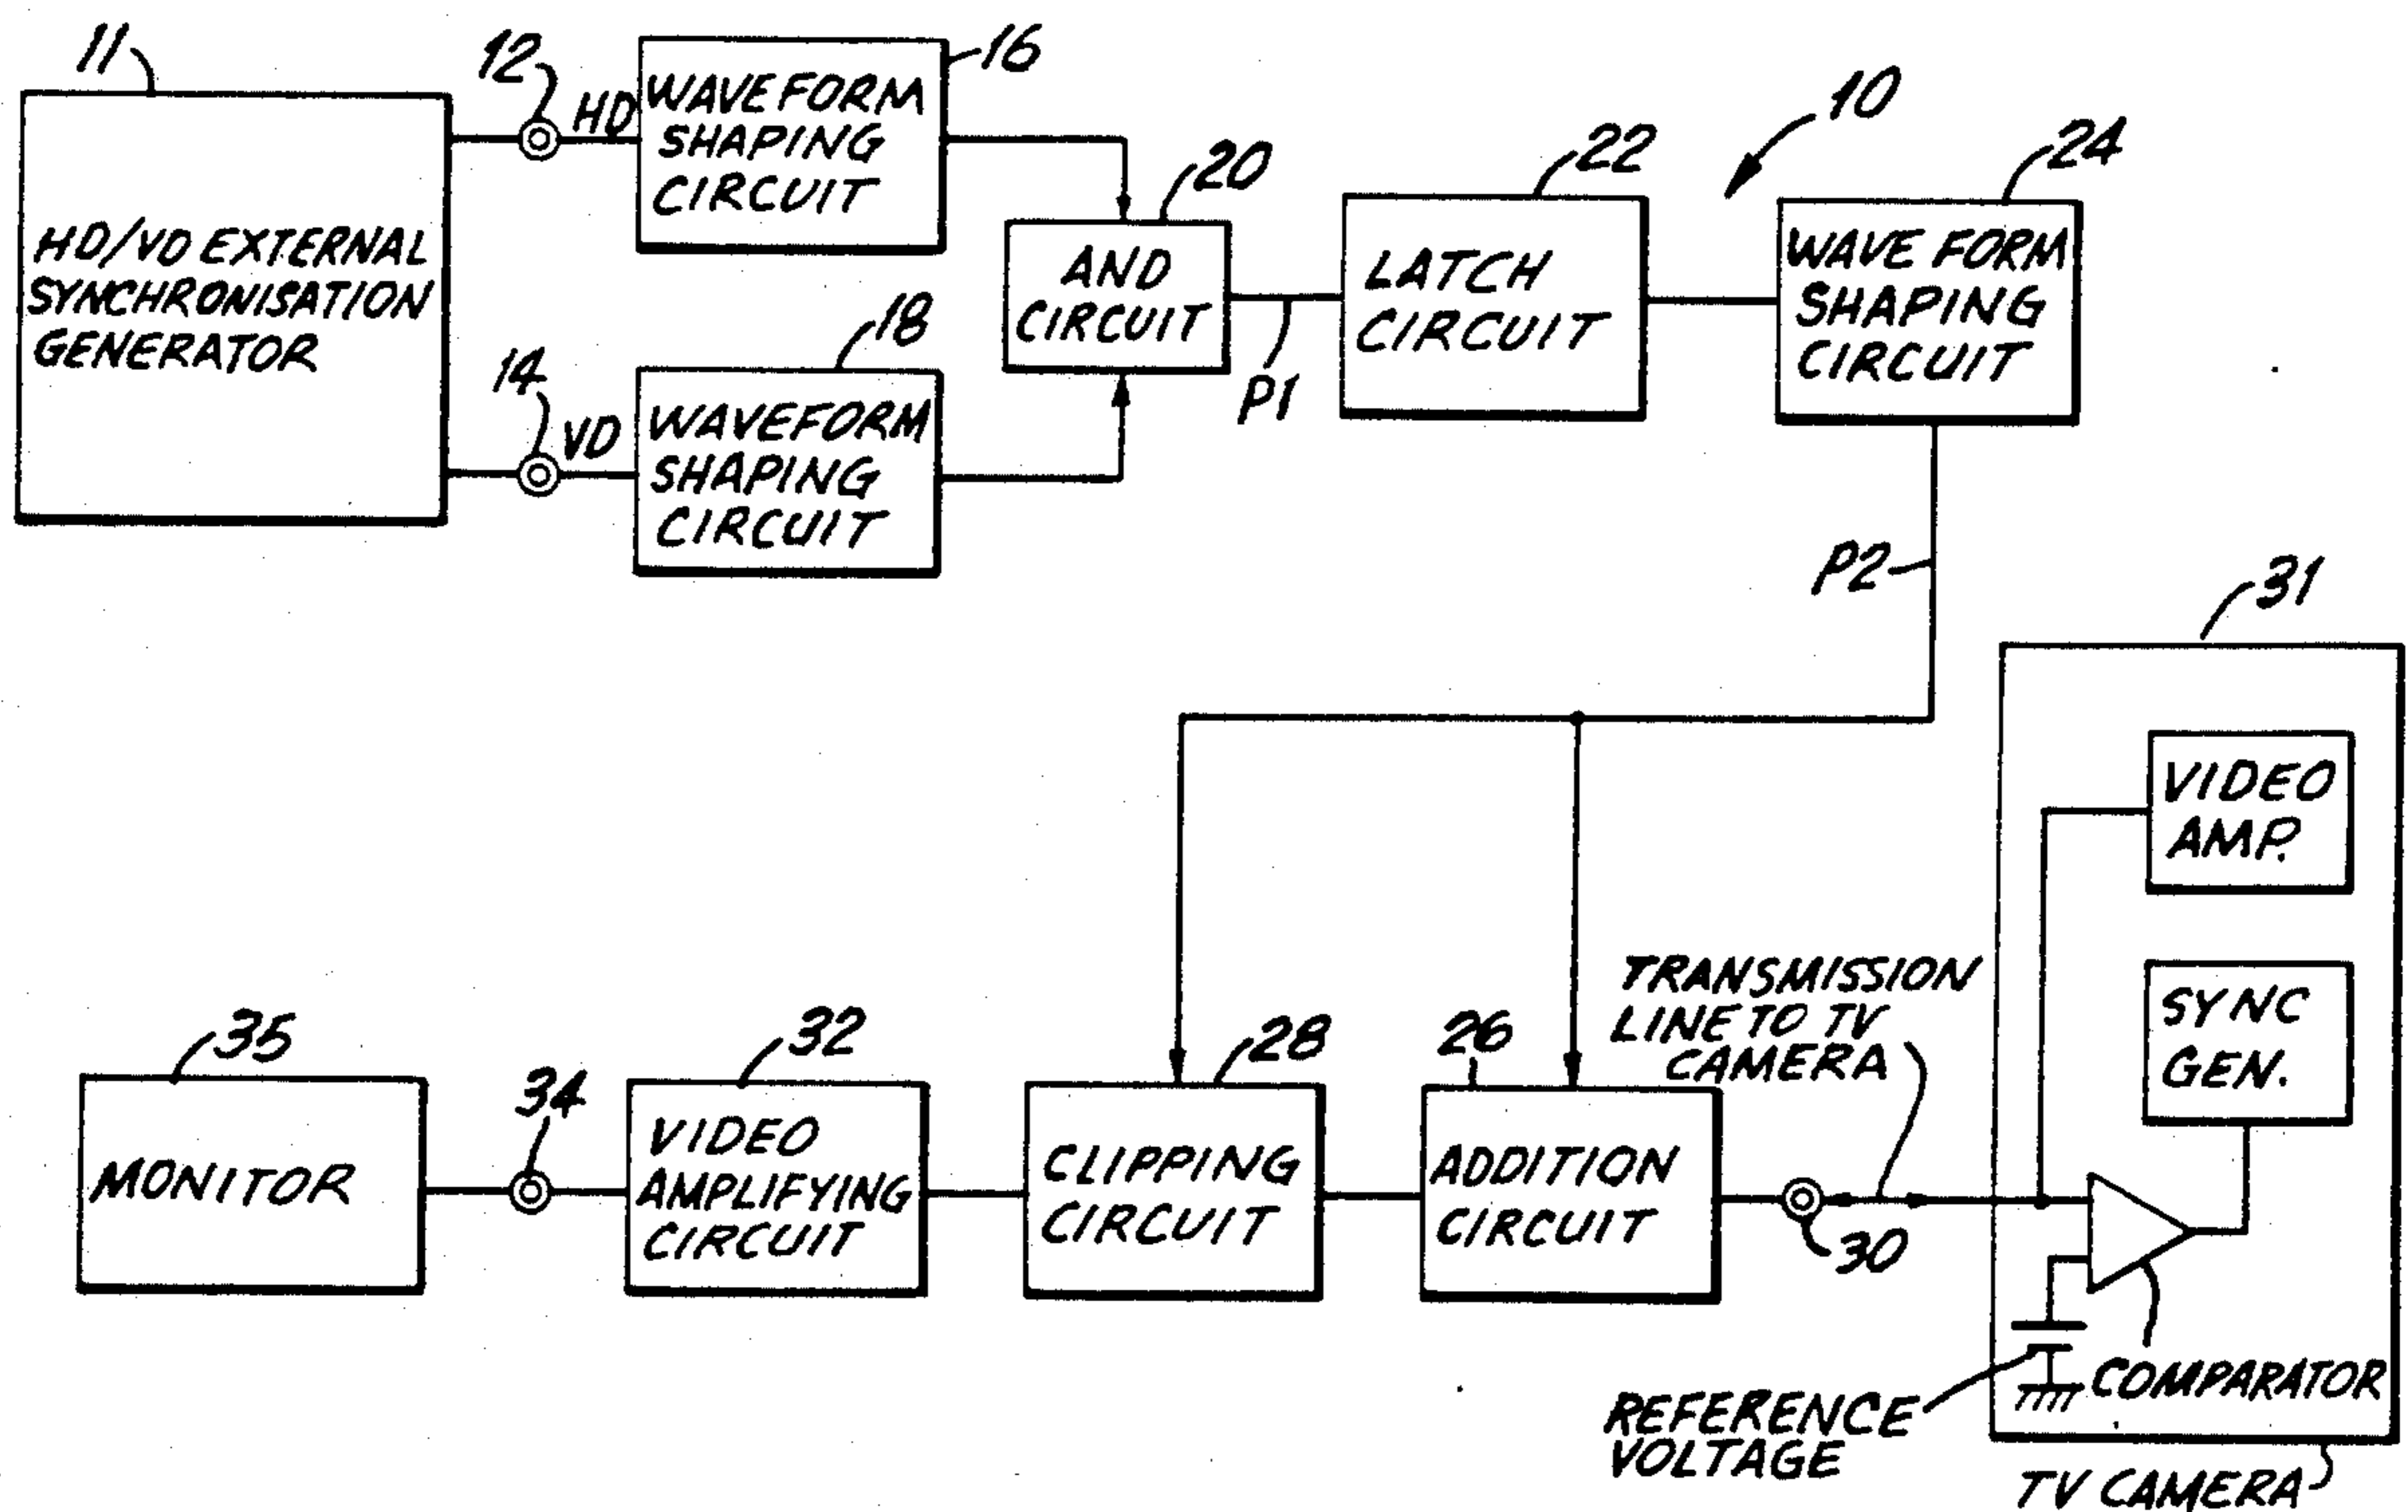 11
12
HD
16
WAVEFORM
SHAPING
CIRCUIT
10
20
22
24
HD/VD EXTERNAL
SYNCHRONISATION
GENERATOR
AND
CIRCUIT
LATCH
CIRCUIT
WAVE FORM
SHAPING
CIRCUIT
P1
14
VD
18
WAVEFORM
SHAPING
CIRCUIT
P2
31
VIDEO
AMP.
SYNC
GEN.
TRANSMISSION
LINE TO TV
CAMERA
35
34
32
28
26
MONITOR
VIDEO
AMPLIFYING
CIRCUIT
CLIPPING
CIRCUIT
ADDITION
CIRCUIT
30
COMPARATOR
REFERENCE
VOLTAGE
TV CAMERA